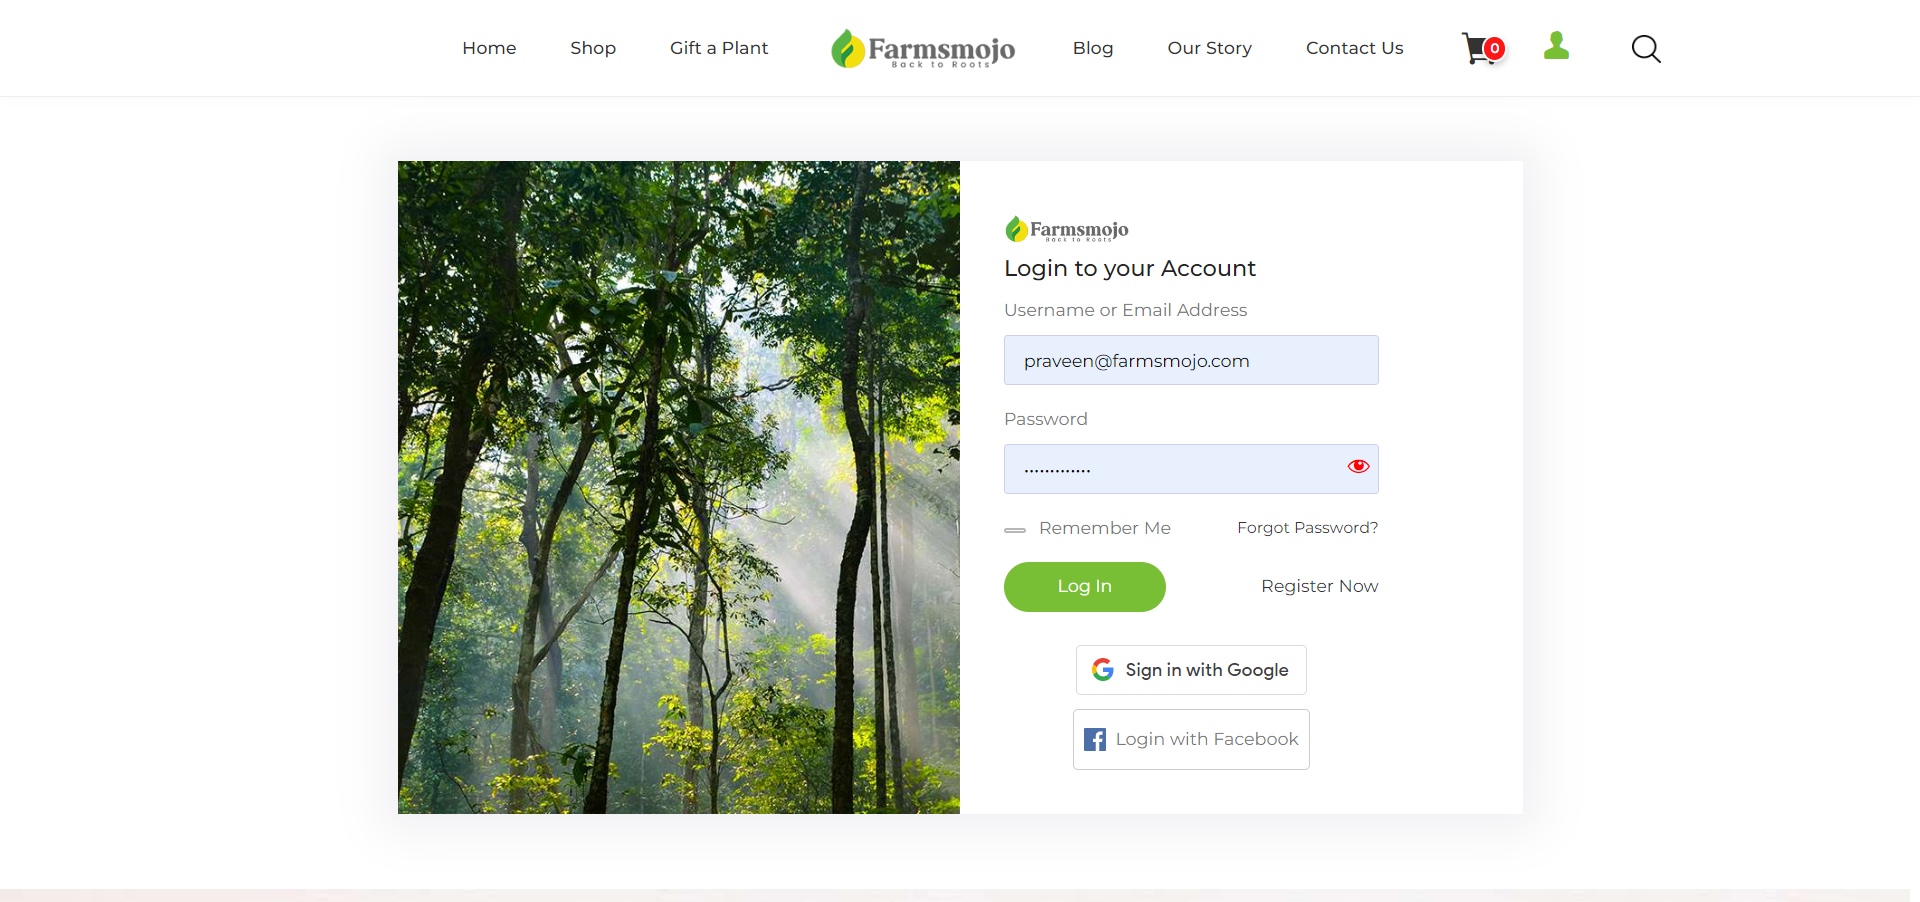 Home Shop Gift a Plant Farmsmojo Blog Our Story Contact Us 0
Back to Roots
Farmsmojo
Back to Roots
Login to your Account
Username or Email Address
praveen@farmsmojo.com
Password
Remember Me Forgot Password?
Log In Register Now
Sign in with Google
Login with Facebook